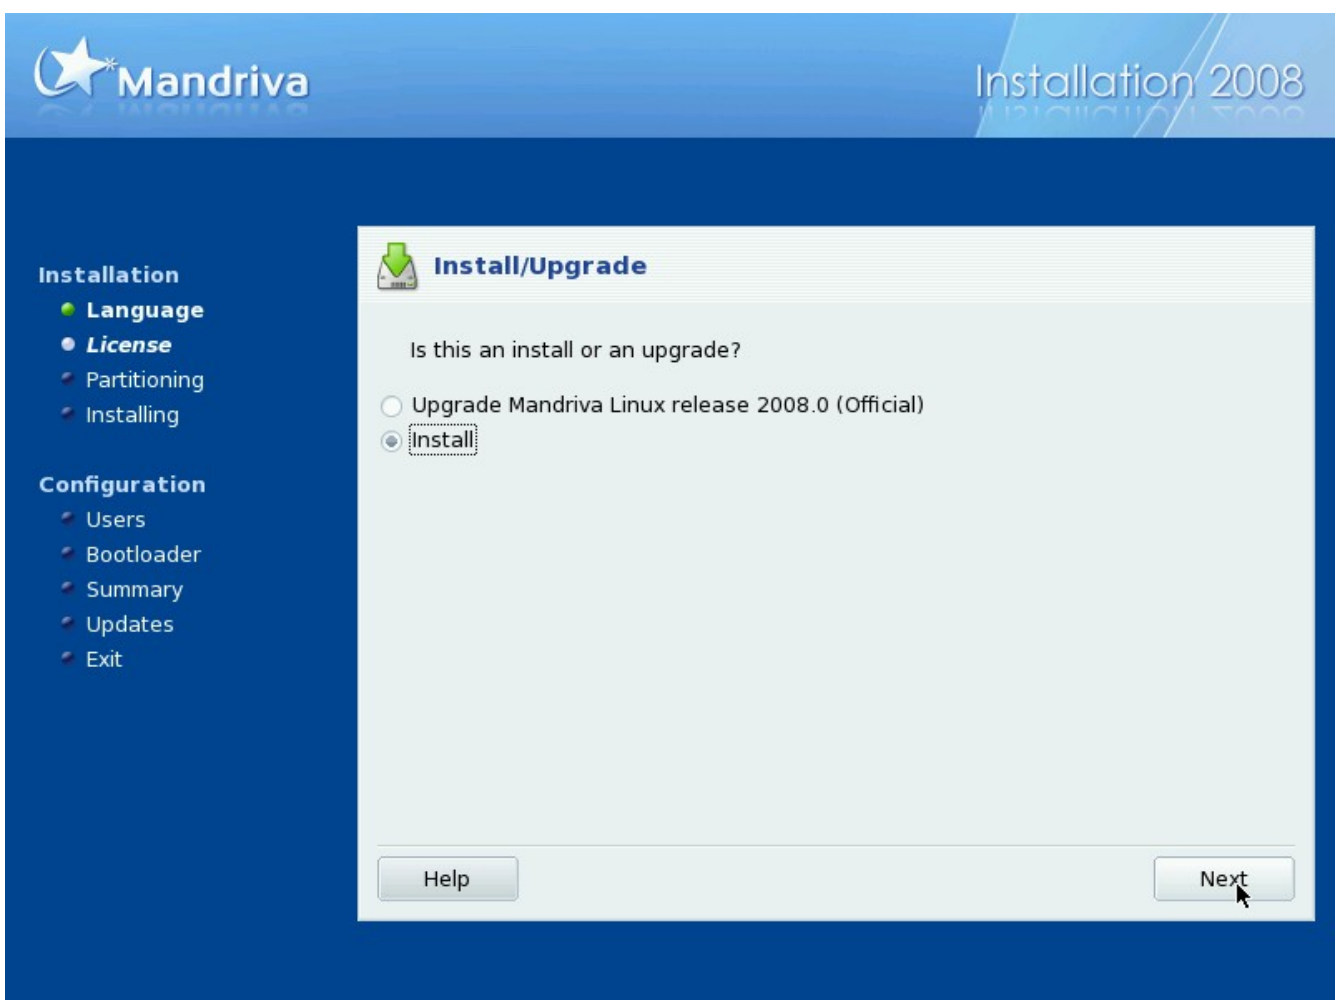 Mandriva
Installation 2008
Installation
Language
License
Partitioning
Installing
Configuration
Users
Bootloader
Summary
Updates
Exit
Install/Upgrade
Is this an install or an upgrade?
Upgrade Mandriva Linux release 2008.0 (Official)
Install
Help
Next